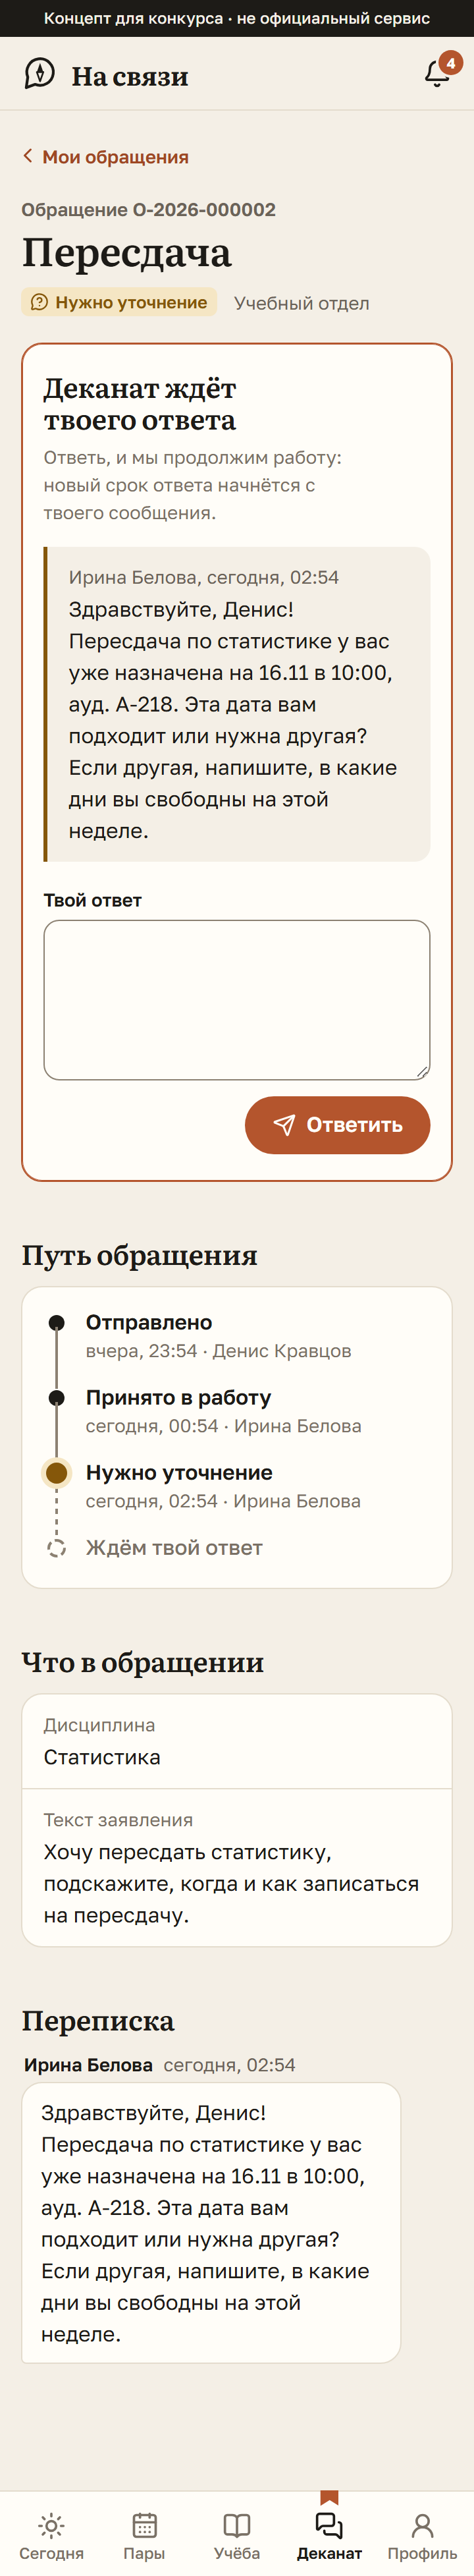 Концепт для конкурса · не официальный сервис
На связи
4
Мои обращения
Обращение О-2026-000002
Пересдача
Нужно уточнение
Учебный отдел
Деканат ждёт
твоего ответа
Ответь, и мы продолжим работу:
новый срок ответа начнётся с
твоего сообщения.
Ирина Белова, сегодня, 02:54
Здравствуйте, Денис!
Пересдача по статистике у вас
уже назначена на 16.11 в 10:00,
ауд. А-218. Эта дата вам
подходит или нужна другая?
Если другая, напишите, в какие
дни вы свободны на этой
неделе.
Твой ответ
Ответить
Путь обращения
Отправлено
вчера, 23:54 · Денис Кравцов
Принято в работу
сегодня, 00:54 · Ирина Белова
Нужно уточнение
сегодня, 02:54 · Ирина Белова
Ждём твой ответ
Что в обращении
Дисциплина
Статистика
Текст заявления
Хочу пересдать статистику,
подскажите, когда и как записаться
на пересдачу.
Переписка
Ирина Белова сегодня, 02:54
Здравствуйте, Денис!
Пересдача по статистике у вас
уже назначена на 16.11 в 10:00,
ауд. А-218. Эта дата вам
подходит или нужна другая?
Если другая, напишите, в какие
дни вы свободны на этой
неделе.
Сегодня
Пары
Учёба
Деканат
Профиль